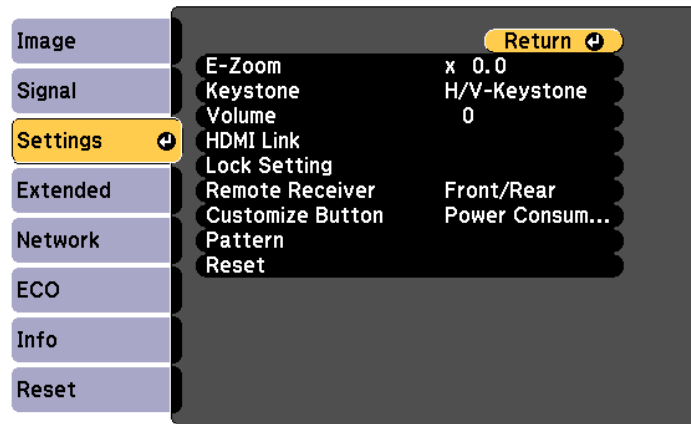 Image
Signal
Settings
Extended
Network
ECO
Info
Reset
Return
E-Zoom x 0.0
Keystone H/V-Keystone
Volume 0
HDMI Link
Lock Setting
Remote Receiver Front/Rear
Customize Button Power Consum...
Pattern
Reset